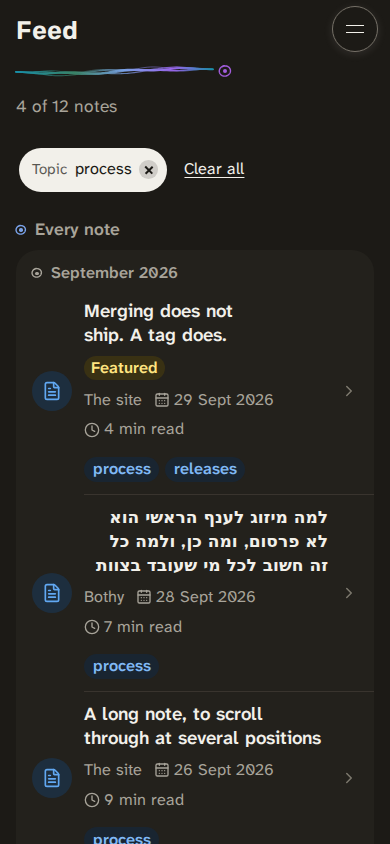 Feed
4 of 12 notes
Topic process
Clear all
Every note
September 2026
Merging does not
ship. A tag does.
Featured
The site 29 Sept 2026
4 min read
process releases
למה מיזוג לענף הראשי הוא
לא פרסום, ומה כן, ולמה כל
זה חשוב לכל מי שעובד בצוות
Bothy 28 Sept 2026
7 min read
process
A long note, to scroll
through at several positions
The site 26 Sept 2026
9 min read
process